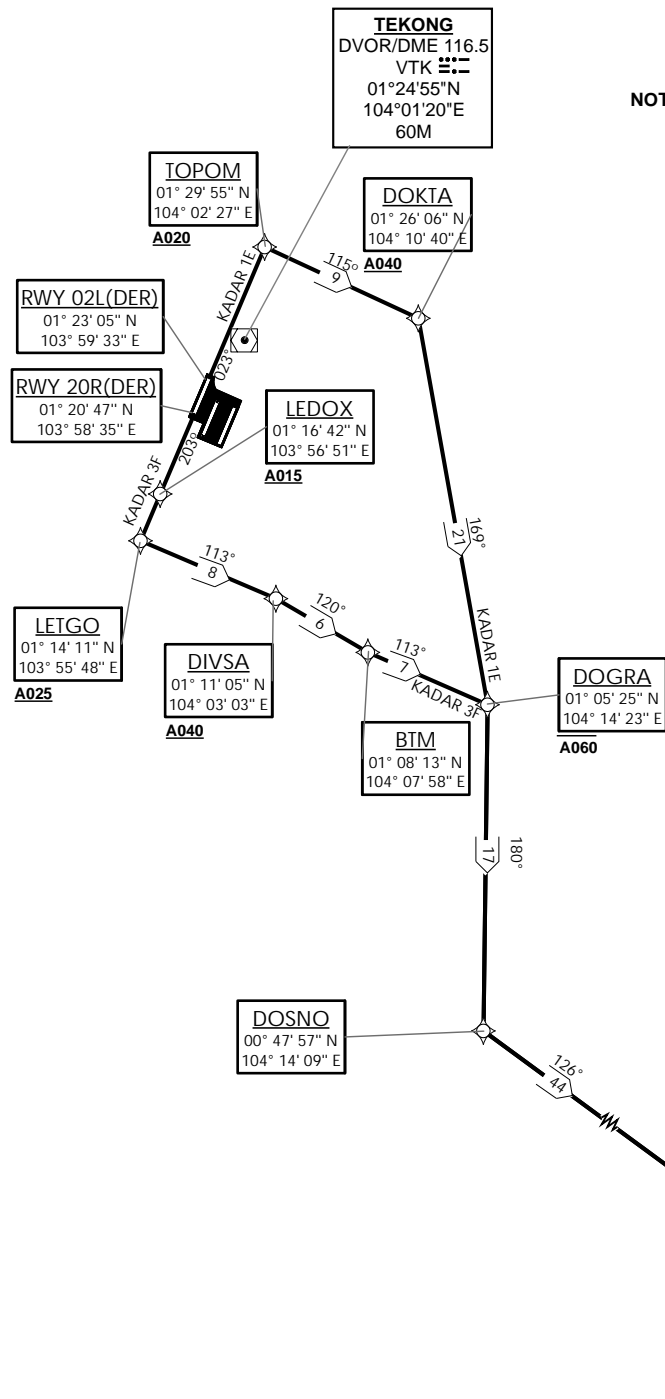 TEKONG
DVOR/DME 116.5
VTK
01°24'55"N
104°01'20"E
60M
NOT
TOPOM
01° 29' 55" N
104° 02' 27" E
A020
DOKTA
01° 26' 06" N
104° 10' 40" E
A040
115°
9
KADAR 1E
RWY 02L(DER)
01° 23' 05" N
103° 59' 33" E
023°
RWY 20R(DER)
01° 20' 47" N
103° 58' 35" E
203°
LEDOX
01° 16' 42" N
103° 56' 51" E
A015
KADAR 3F
169°
21
113°
8
LETGO
01° 14' 11" N
103° 55' 48" E
A025
120°
6
DIVSA
01° 11' 05" N
104° 03' 03" E
A040
113°
7
KADAR 3F
KADAR 1E
DOGRA
01° 05' 25" N
104° 14' 23" E
A060
BTM
01° 08' 13" N
104° 07' 58" E
180°
17
DOSNO
00° 47' 57" N
104° 14' 09" E
126°
44